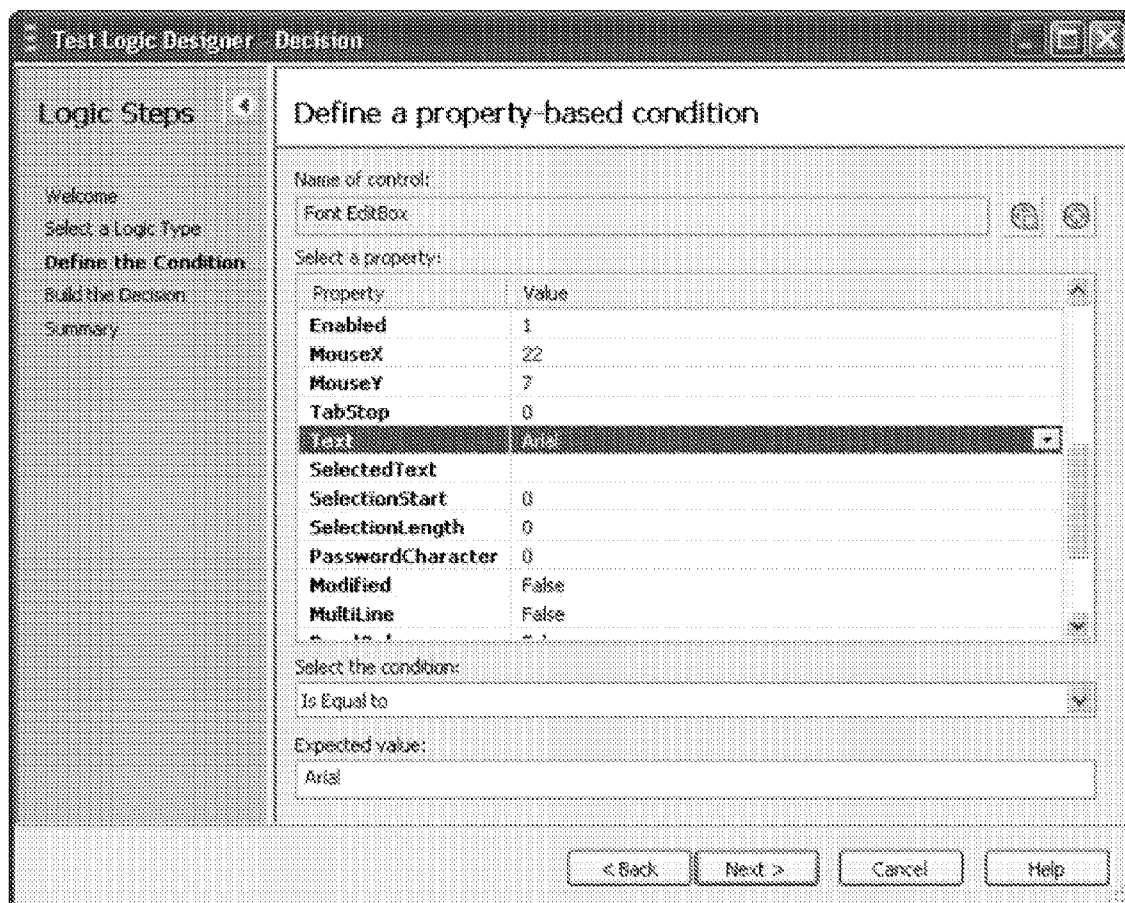 Test Logic Designer - Decision
Logic Steps
Welcome
Select a Logic Type
Define the Condition
Build the Decision
Summary
Define a property-based condition
Name of control:
Font EditBox
Select a property:
Property Value
Enabled 1
MouseX 22
MouseY 7
TabStop 0
Text Arial
SelectedText
SelectionStart 0
SelectionLength 0
PasswordCharacter 0
Modified False
MultiLine False
Select the condition:
Is Equal to
Expected value:
Arial
< Back Next > Cancel Help